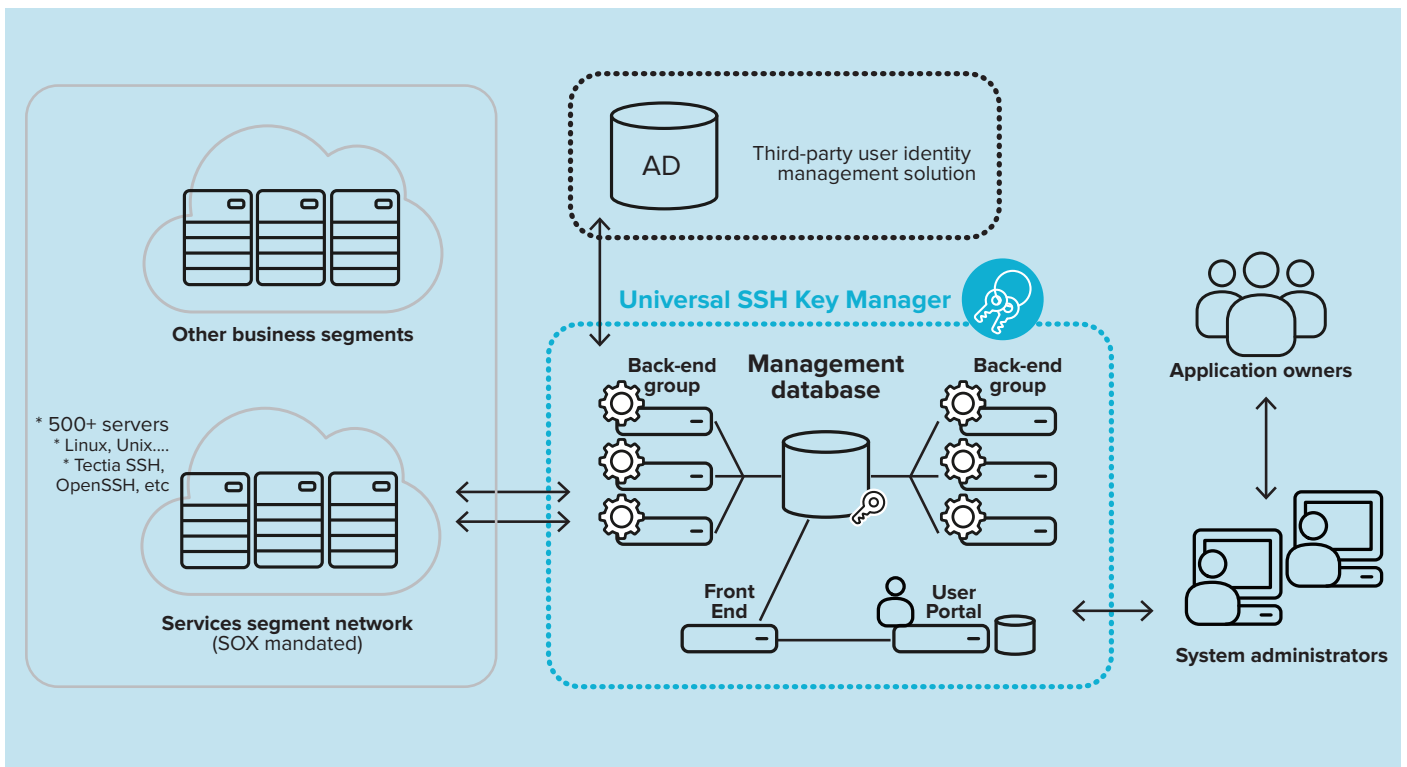 AD
Third-party user identity
management solution
Universal SSH Key Manager
Other business segments
* 500+ servers
* Linux, Unix....
* Tectia SSH,
OpenSSH, etc
Services segment network
(SOX mandated)
Back-end
group
Management
database
Back-end
group
Front
End
User
Portal
Application owners
System administrators